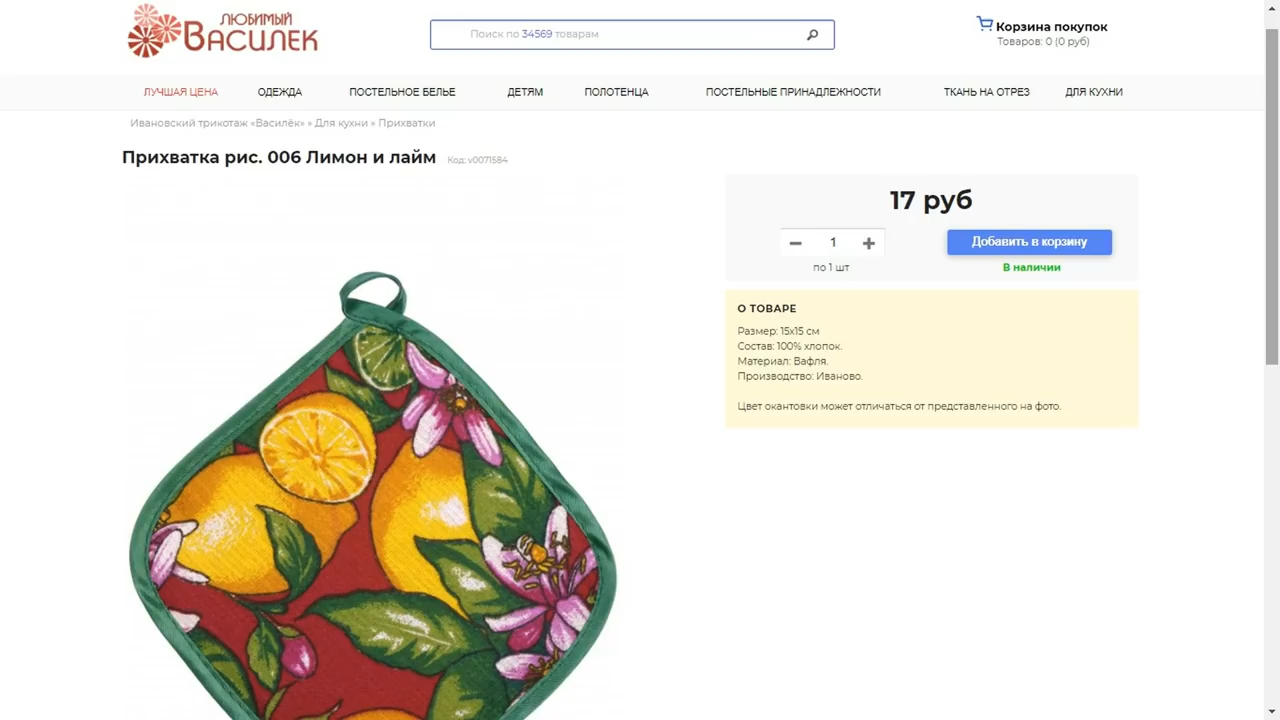 ЛЮБИМЫЙ
ВАСИЛЕК
Поиск по 34569 товарам
Корзина покупок
Товаров: 0 (0 руб)
ЛУЧШАЯ ЦЕНА ОДЕЖДА ПОСТЕЛЬНОЕ БЕЛЬЕ ДЕТЯМ ПОЛОТЕНЦА ПОСТЕЛЬНЫЕ ПРИНАДЛЕЖНОСТИ ТКАНЬ НА ОТРЕЗ ДЛЯ КУХНИ
Ивановский трикотаж «Василёк» » Для кухни » Прихватки
Прихватка рис. 006 Лимон и лайм Код: v0071584
17 руб
1 Добавить в корзину
по 1 шт В наличии
О ТОВАРЕ
Размер: 15х15 см
Состав: 100% хлопок.
Материал: Вафля.
Производство: Иваново.
Цвет окантовки может отличаться от представленного на фото.